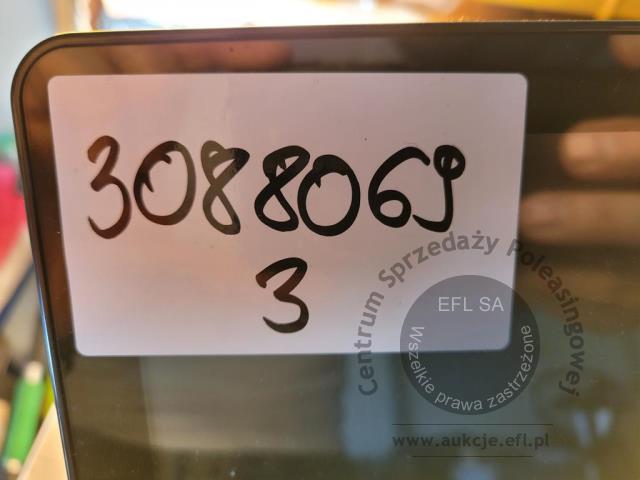 3088069
3
Centrum Sprzedaży Poleasingowej
EFL SA
Wszelkie prawa zastrzeżone
www.aukcje.efl.pl